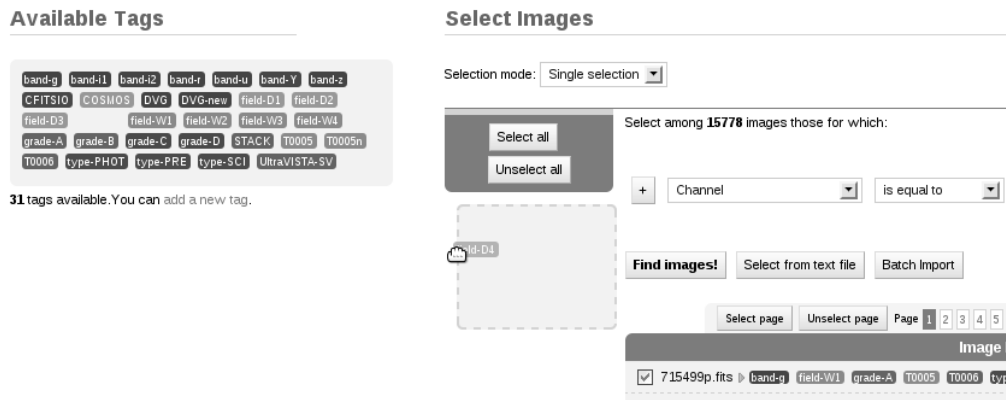 Available Tags
band-g band-i1 band-i2 band-r band-u band-Y band-z
CFITSIO COSMOS DVG DVG-new field-D1 field-D2
field-D3 field-W1 field-W2 field-W3 field-W4
grade-A grade-B grade-C grade-D STACK T0005 T0005n
T0006 type-PHOT type-PRE type-SCI UltraVISTA-SV
31 tags available.You can add a new tag.
Select Images
Selection mode: Single selection
Select all
Unselect all
ld-D4
Select among 15778 images those for which:
+ Channel is equal to
Find images! Select from text file Batch Import
Select page Unselect page Page 1 2 3 4 5
Image
715499p.fits band-g field-W1 grade-A T0005 T0006 typ